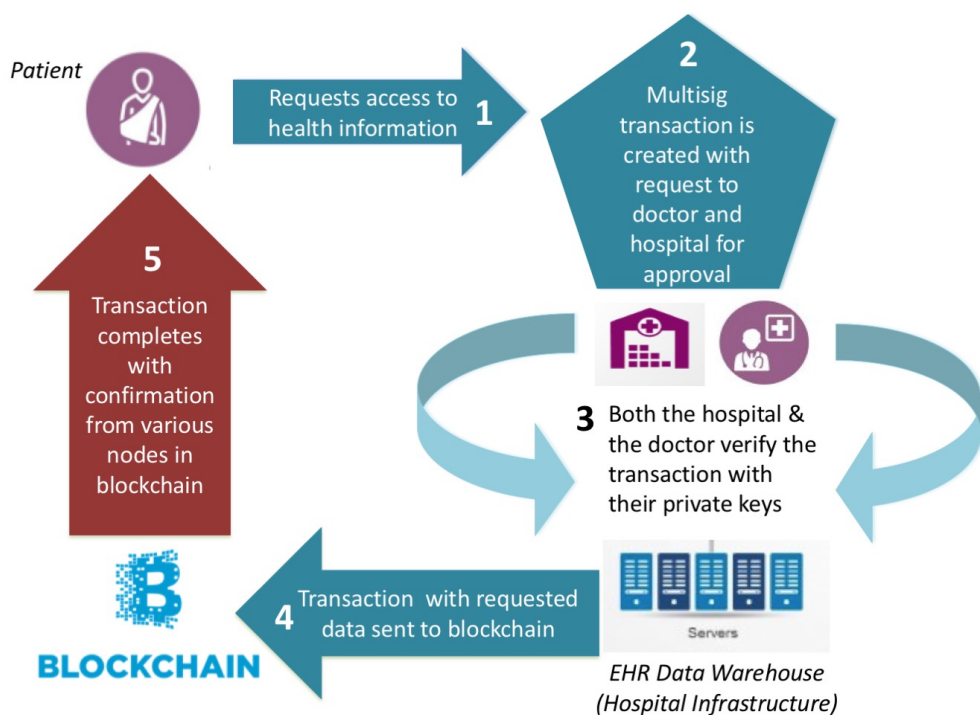 Patient
Requests access to
health information
1
2
Multisig
transaction is
created with
request to
doctor and
hospital for
approval
3
Both the hospital &
the doctor verify the
transaction with
their private keys
Servers
EHR Data Warehouse
(Hospital Infrastructure)
4
Transaction with requested
data sent to blockchain
BLOCKCHAIN
5
Transaction
completes
with
confirmation
from various
nodes in
blockchain